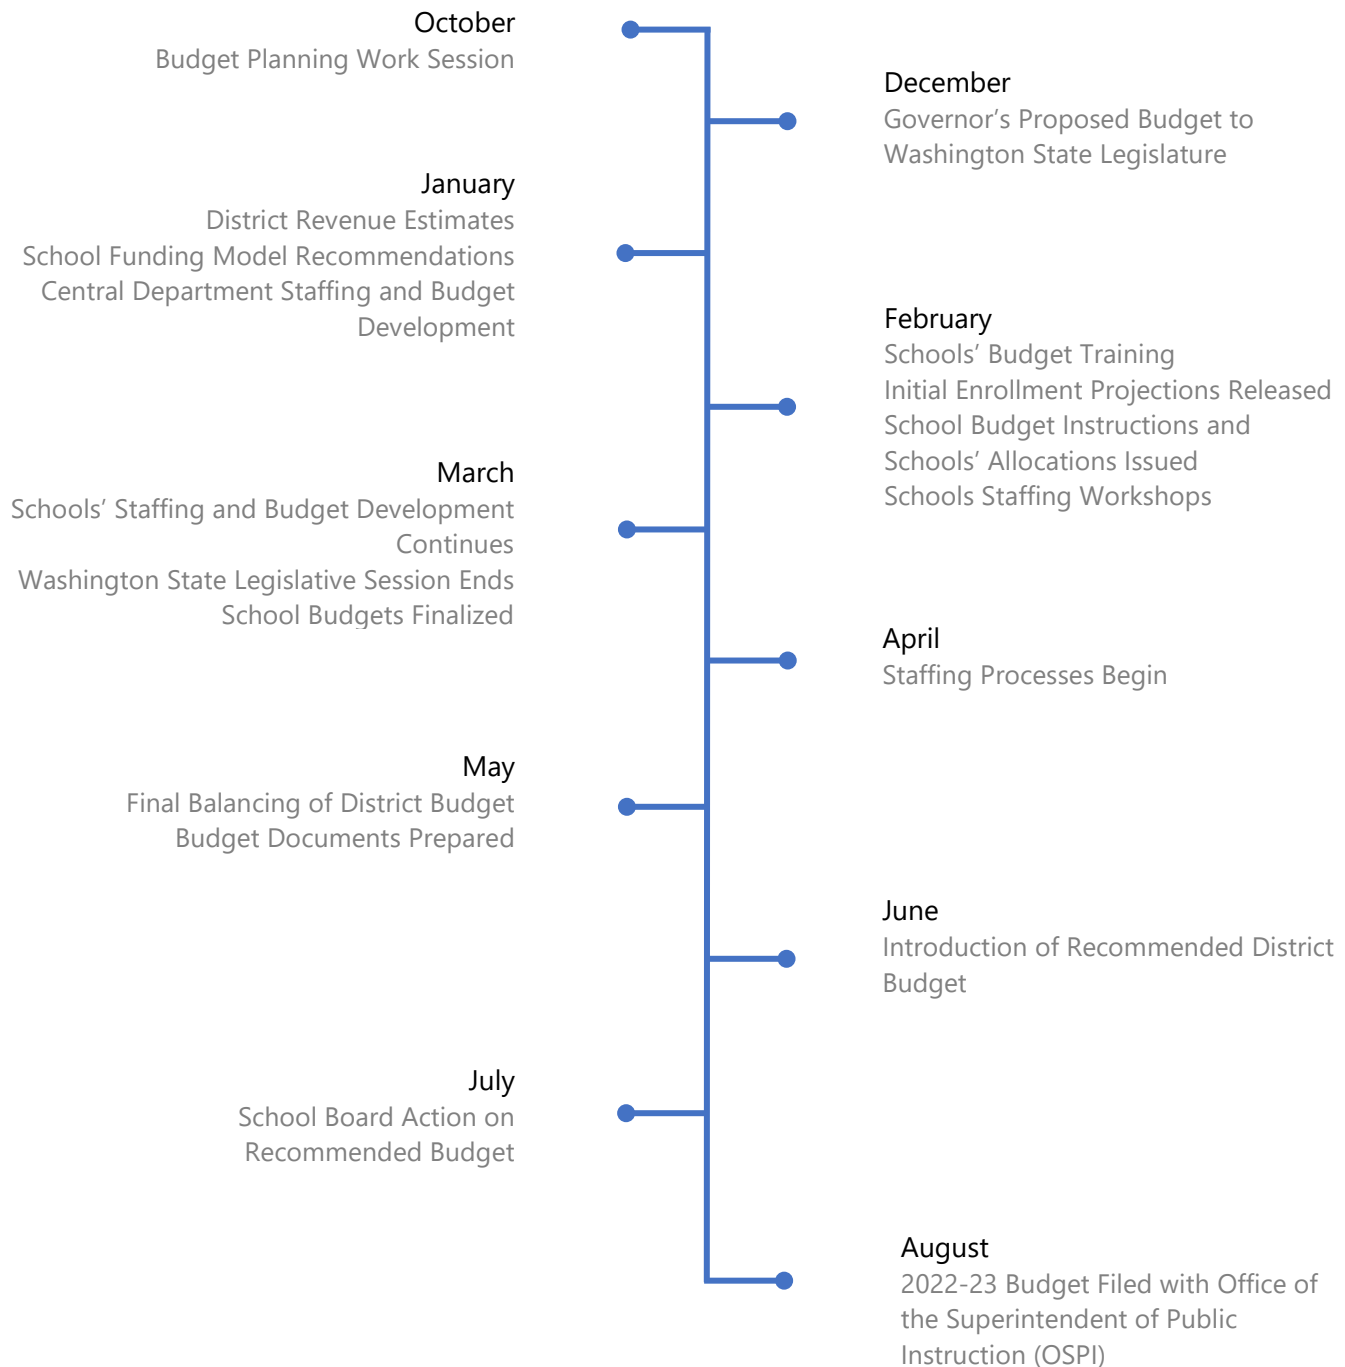 October
Budget Planning Work Session
December
Governor’s Proposed Budget to
Washington State Legislature
January
District Revenue Estimates
School Funding Model Recommendations
Central Department Staffing and Budget
Development
February
Schools’ Budget Training
Initial Enrollment Projections Released
School Budget Instructions and
Schools’ Allocations Issued
Schools Staffing Workshops
March
Schools’ Staffing and Budget Development
Continues
Washington State Legislative Session Ends
School Budgets Finalized
April
Staffing Processes Begin
May
Final Balancing of District Budget
Budget Documents Prepared
June
Introduction of Recommended District
Budget
July
School Board Action on
Recommended Budget
August
2022-23 Budget Filed with Office of
the Superintendent of Public
Instruction (OSPI)